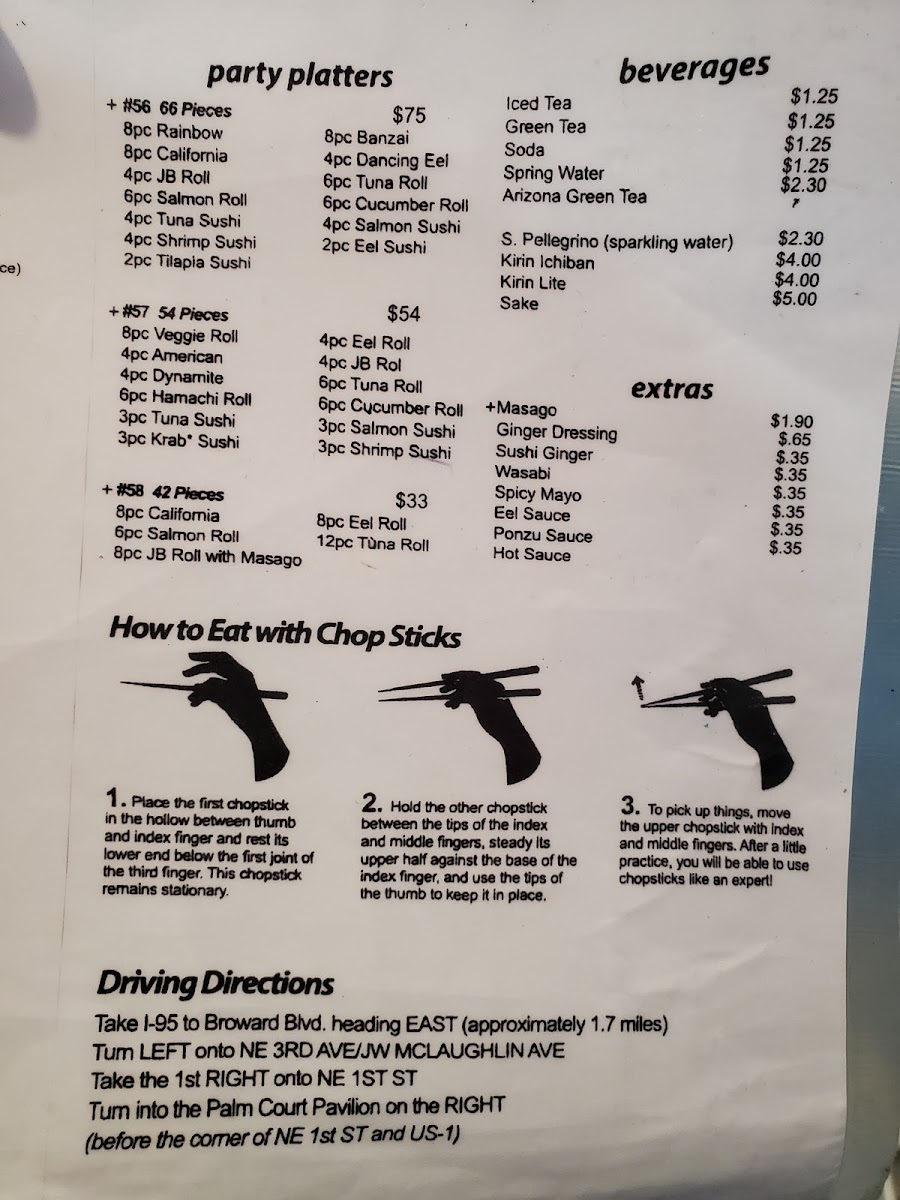 party platters
+ #56 66 Pieces $75
8pc Rainbow
8pc California
4pc JB Roll
6pc Salmon Roll
4pc Tuna Sushi
4pc Shrimp Sushi
2pc Tilapia Sushi
8pc Banzai
4pc Dancing Eel
6pc Tuna Roll
6pc Cucumber Roll
4pc Salmon Sushi
2pc Eel Sushi
ce)
+ #57 54 Pieces $54
8pc Veggie Roll
4pc American
4pc Dynamite
6pc Hamachi Roll
3pc Tuna Sushi
3pc Krab* Sushi
4pc Eel Roll
4pc JB Rol
6pc Tuna Roll
6pc Cucumber Roll
3pc Salmon Sushi
3pc Shrimp Sushi
+ #58 42 Pieces $33
8pc California
6pc Salmon Roll
8pc JB Roll with Masago
8pc Eel Roll
12pc Tuna Roll
beverages
Iced Tea $1.25
Green Tea $1.25
Soda $1.25
Spring Water $1.25
Arizona Green Tea $2.30
S. Pellegrino (sparkling water) $2.30
Kirin Ichiban $4.00
Kirin Lite $4.00
Sake $5.00
extras
+Masago $1.90
Ginger Dressing $.65
Sushi Ginger $.35
Wasabi $.35
Spicy Mayo $.35
Eel Sauce $.35
Ponzu Sauce $.35
Hot Sauce $.35
How to Eat with Chop Sticks
1. Place the first chopstick
in the hollow between thumb
and index finger and rest its
lower end below the first joint of
the third finger. This chopstick
remains stationary.
2. Hold the other chopstick
between the tips of the index
and middle fingers, steady its
upper half against the base of the
index finger, and use the tips of
the thumb to keep it in place.
3. To pick up things, move
the upper chopstick with index
and middle fingers. After a little
practice, you will be able to use
chopsticks like an expert!
Driving Directions
Take I-95 to Broward Blvd. heading EAST (approximately 1.7 miles)
Turn LEFT onto NE 3RD AVE/JW MCLAUGHLIN AVE
Take the 1st RIGHT onto NE 1ST ST
Turn into the Palm Court Pavilion on the RIGHT
(before the corner of NE 1st ST and US-1)